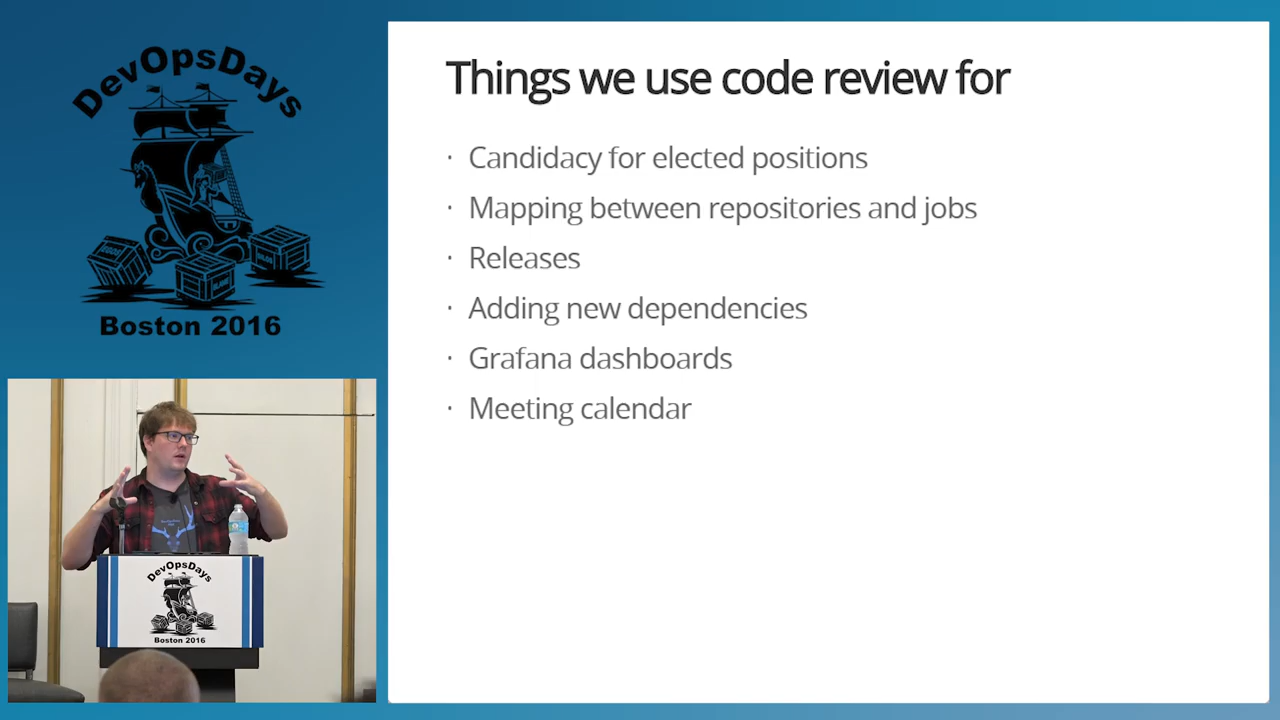 DevOpsDays
Boston 2016
Things we use code review for
· Candidacy for elected positions
· Mapping between repositories and jobs
· Releases
· Adding new dependencies
· Grafana dashboards
· Meeting calendar
DevOpsDays
Boston 2016